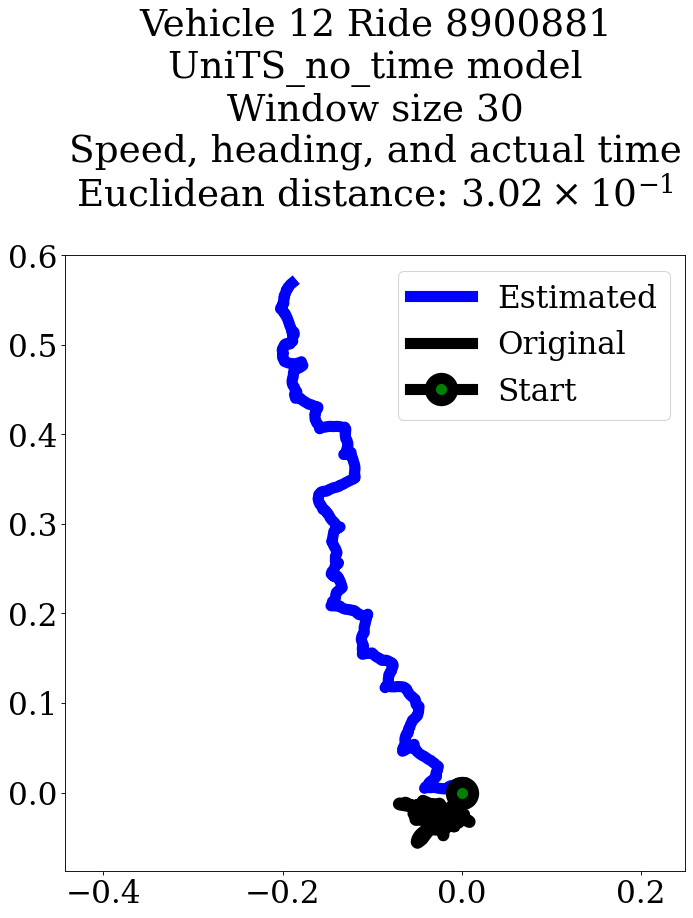 Vehicle 12 Ride 8900881
UniTS_no_time model
Window size 30
Speed, heading, and actual time
Euclidean distance: 3.02 × 10⁻¹
Estimated
Original
Start
0.6
0.5
0.4
0.3
0.2
0.1
0.0
−0.4 −0.2 0.0 0.2